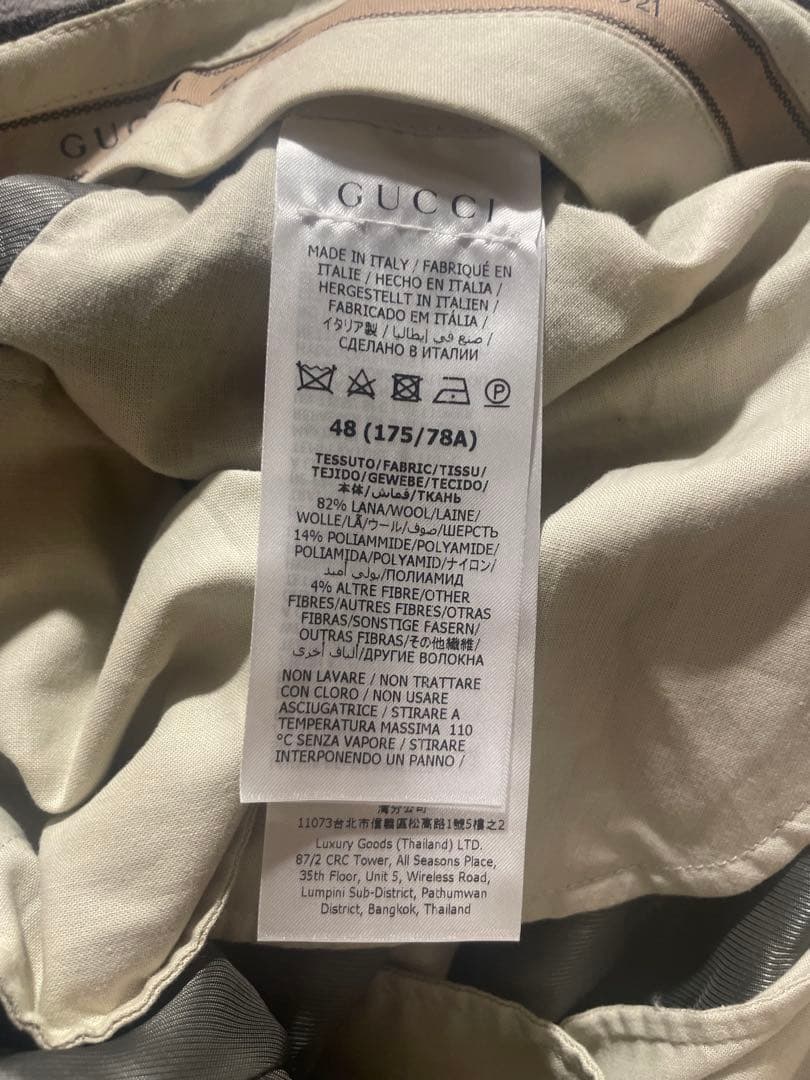 21
GUC
GUCCI
MADE IN ITALY / FABRIQUÉ EN
ITALIE / HECHO EN ITALIA /
HERGESTELLT IN ITALIEN /
FABRICADO EM ITÁLIA /
イタリア製 / صنع في إيطاليا /
СДЕЛАНО В ИТАЛИИ
P
48 (175/78A)
TESSUTO/FABRIC/TISSU/
TEJIDO/GEWEBE/TECIDO/
本体/قماش/ТКАНЬ
82% LANA/WOOL/LAINE/
WOLLE/LÃ/ウール/صوف/ШЕРСТЬ
14% POLIAMMIDE/POLYAMIDE/
POLIAMIDA/POLYAMID/ナイロン/
بولي أميد/ПОЛИАМИД
4% ALTRE FIBRE/OTHER
FIBRES/AUTRES FIBRES/OTRAS
FIBRAS/SONSTIGE FASERN/
OUTRAS FIBRAS/その他繊維/
ألياف أخرى/ДРУГИЕ ВОЛОКНА
NON LAVARE / NON TRATTARE
CON CLORO / NON USARE
ASCIUGATRICE / STIRARE A
TEMPERATURA MASSIMA 110
°C SENZA VAPORE / STIRARE
INTERPONENDO UN PANNO /
灣分公司
11073台北市信義區松高路1號5樓之2
Luxury Goods (Thailand) LTD.
87/2 CRC Tower, All Seasons Place,
35th Floor, Unit 5, Wireless Road,
Lumpini Sub-District, Pathumwan
District, Bangkok, Thailand